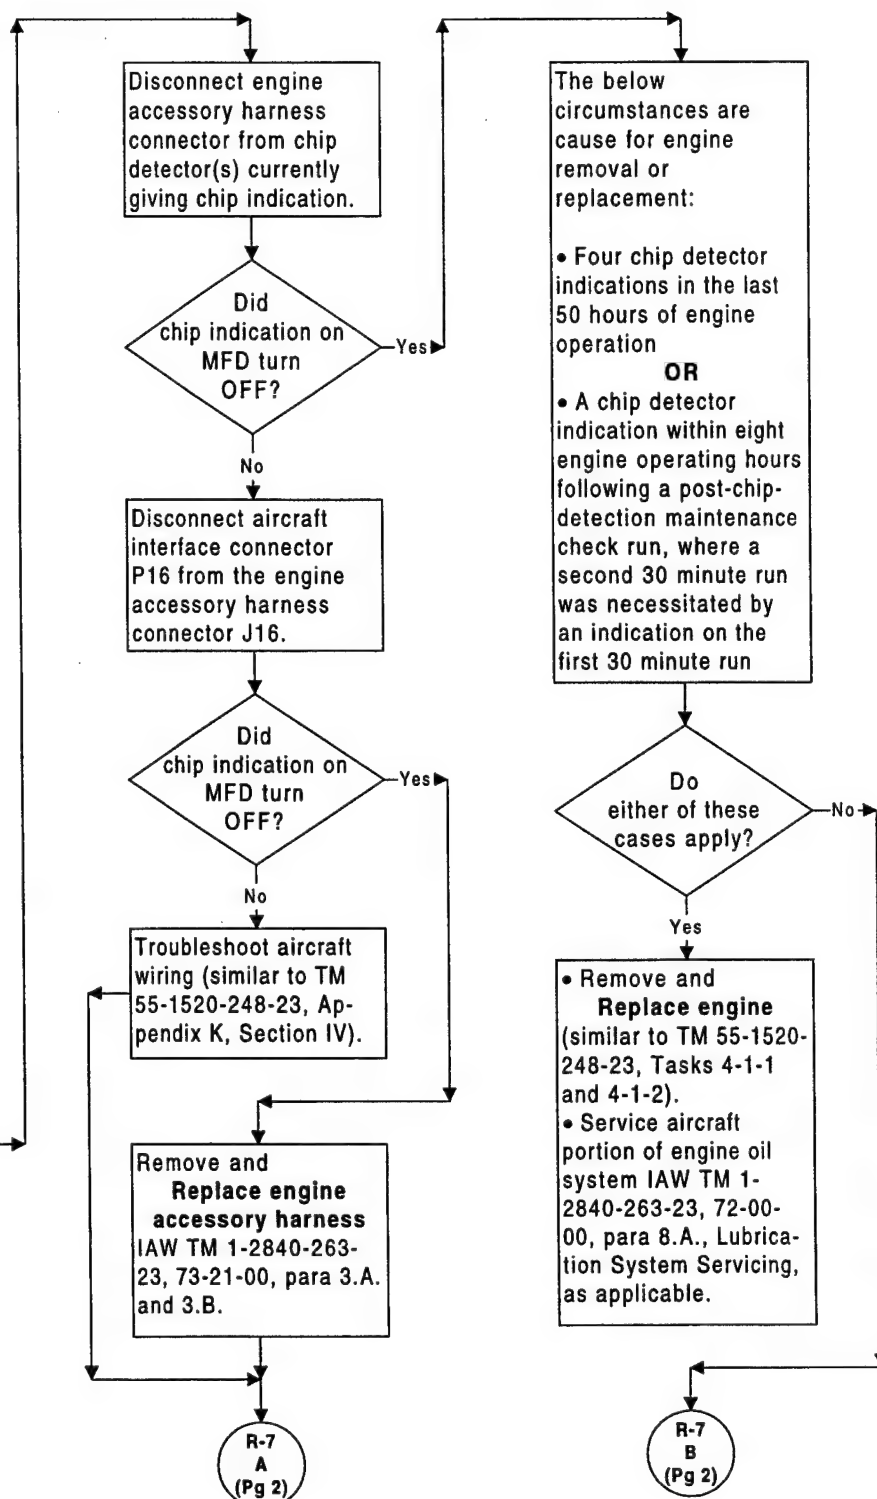 Disconnect engine
accessory harness
connector from chip
detector(s) currently
giving chip indication.
Did
chip indication on
MFD turn
OFF?
Yes
No
Disconnect aircraft
interface connector
P16 from the engine
accessory harness
connector J16.
Did
chip indication on
MFD turn
OFF?
Yes
No
Troubleshoot aircraft
wiring (similar to TM
55-1520-248-23, Ap-
pendix K, Section IV).
Remove and
Replace engine
accessory harness
IAW TM 1-2840-263-
23, 73-21-00, para 3.A.
and 3.B.
R-7
A
(Pg 2)
The below
circumstances are
cause for engine
removal or
replacement:
• Four chip detector
indications in the last
50 hours of engine
operation
OR
• A chip detector
indication within eight
engine operating hours
following a post-chip-
detection maintenance
check run, where a
second 30 minute run
was necessitated by
an indication on the
first 30 minute run
Do
either of these
cases apply?
No
Yes
• Remove and
Replace engine
(similar to TM 55-1520-
248-23, Tasks 4-1-1
and 4-1-2).
• Service aircraft
portion of engine oil
system IAW TM 1-
2840-263-23, 72-00-
00, para 8.A., Lubrica-
tion System Servicing,
as applicable.
R-7
B
(Pg 2)